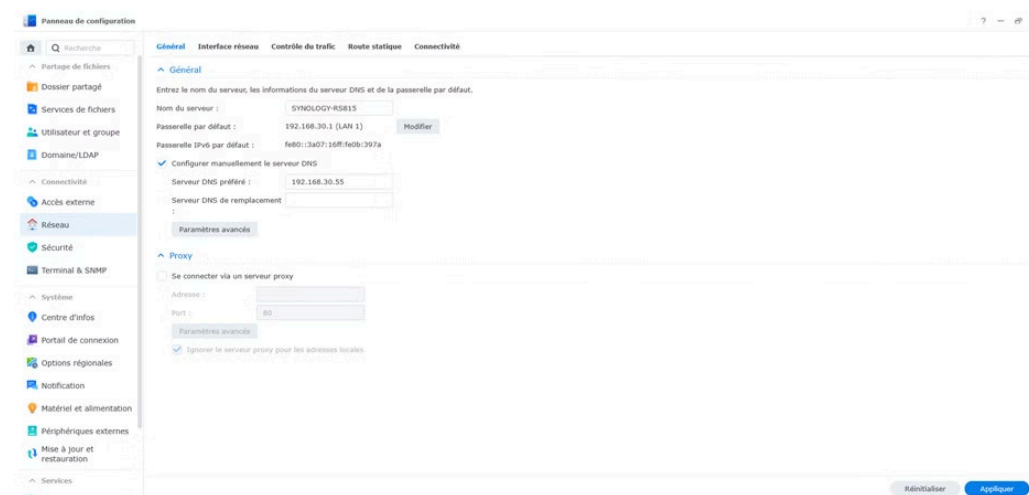 Panneau de configuration
?
Recherche
Général Interface réseau Contrôle du trafic Route statique Connectivité
Partage de fichiers
Dossier partagé
Services de fichiers
Utilisateur et groupe
Domaine/LDAP
Connectivité
Accès externe
Réseau
Sécurité
Terminal & SNMP
Système
Centre d'infos
Portail de connexion
Options régionales
Notification
Matériel et alimentation
Périphériques externes
Mise à jour et
restauration
Services
Général
Entrez le nom du serveur, les informations du serveur DNS et de la passerelle par défaut.
Nom du serveur : SYNOLOGY-RS815
Passerelle par défaut : 192.168.30.1 (LAN 1) Modifier
Passerelle IPv6 par défaut : fe80::3a07:16ff:fe0b:397a
Configurer manuellement le serveur DNS
Serveur DNS préféré : 192.168.30.55
Serveur DNS de remplacement
:
Paramètres avancés
Proxy
Se connecter via un serveur proxy
Adresse :
Port : 80
Paramètres avancés
Ignorer le serveur proxy pour les adresses locales
Réinitialiser Appliquer